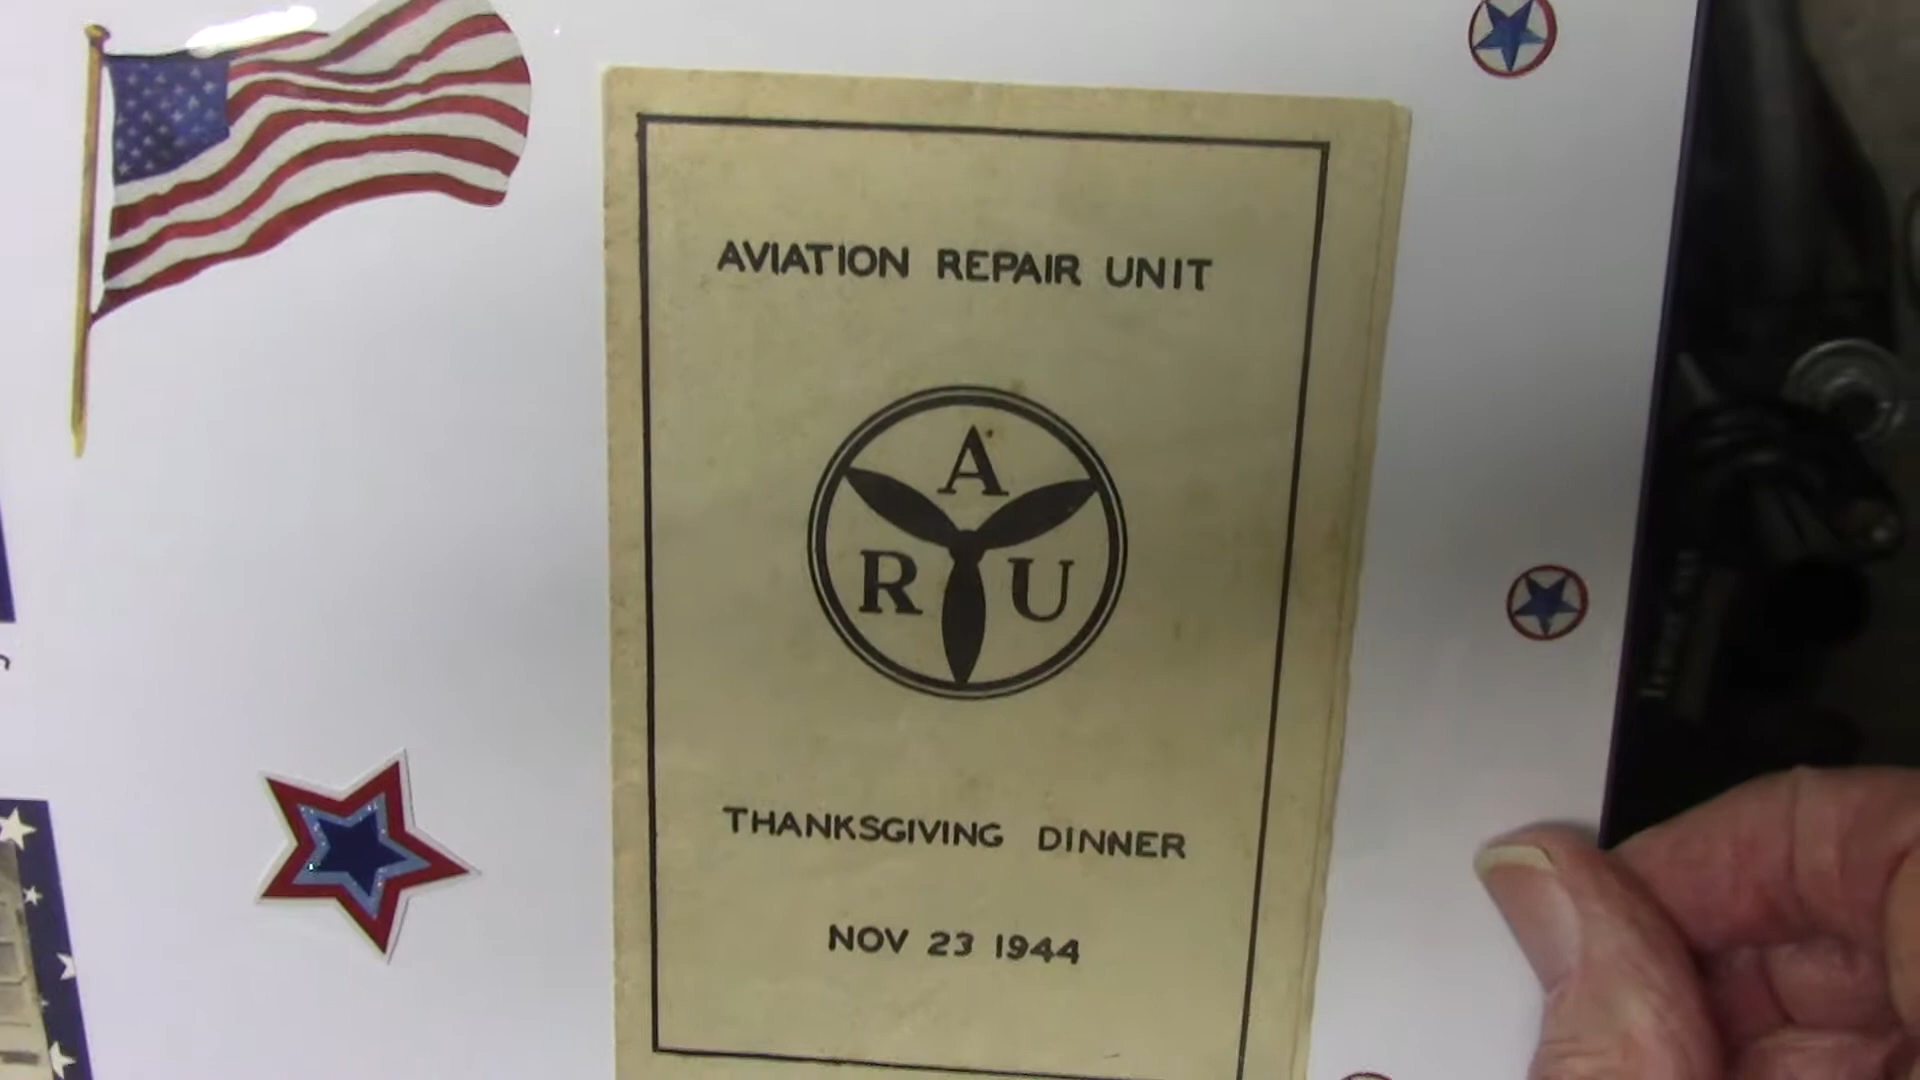 AVIATION REPAIR UNIT
A
R U
THANKSGIVING DINNER
NOV 23 1944